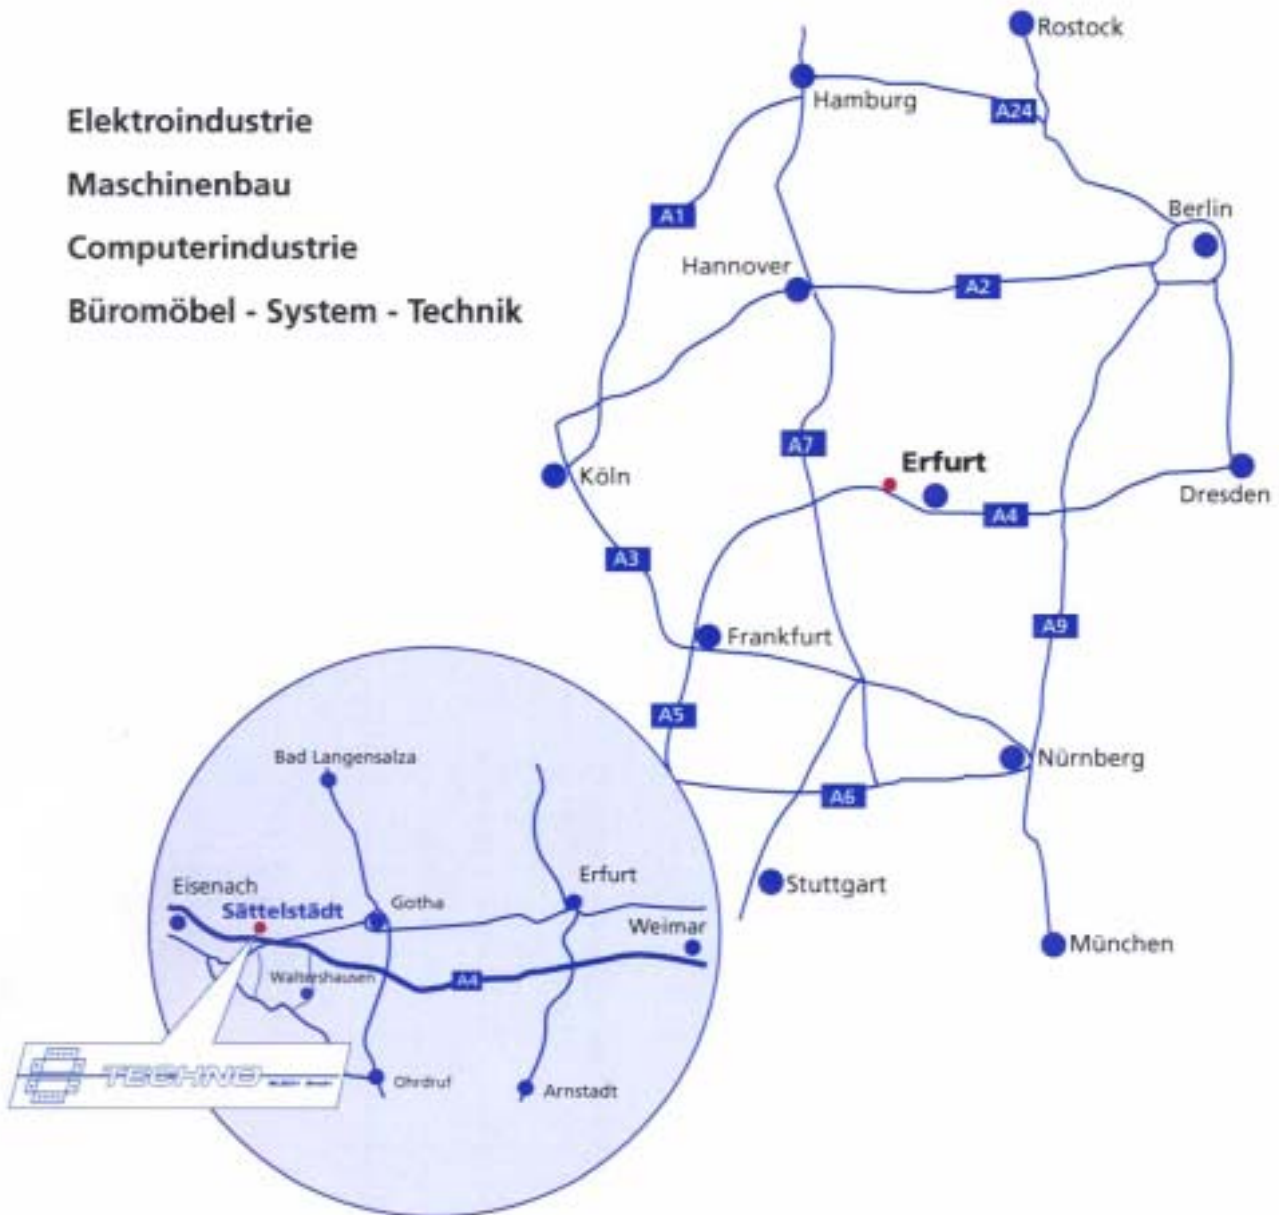 Elektroindustrie
Maschinenbau
Computerindustrie
Büromöbel - System - Technik
Rostock
Hamburg
A24
A1
Berlin
Hannover
A2
A7
Erfurt
Köln
Dresden
A4
A3
A9
Frankfurt
A5
Nürnberg
A6
Stuttgart
München
Bad Langensalza
Eisenach
Erfurt
Sättelstädt
Gotha
Weimar
Waltershausen
A4
TECHNO
Ohrdruf
Arnstadt